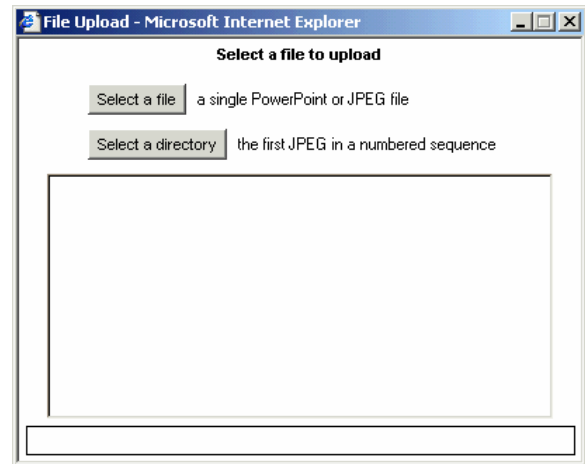 File Upload - Microsoft Internet Explorer
Select a file to upload
Select a file a single PowerPoint or JPEG file
Select a directory the first JPEG in a numbered sequence